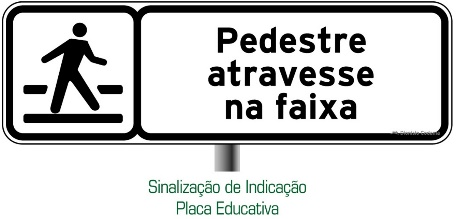 Pedestre
atravesse
na faixa
Sinalização de Indicação
Placa Educativa